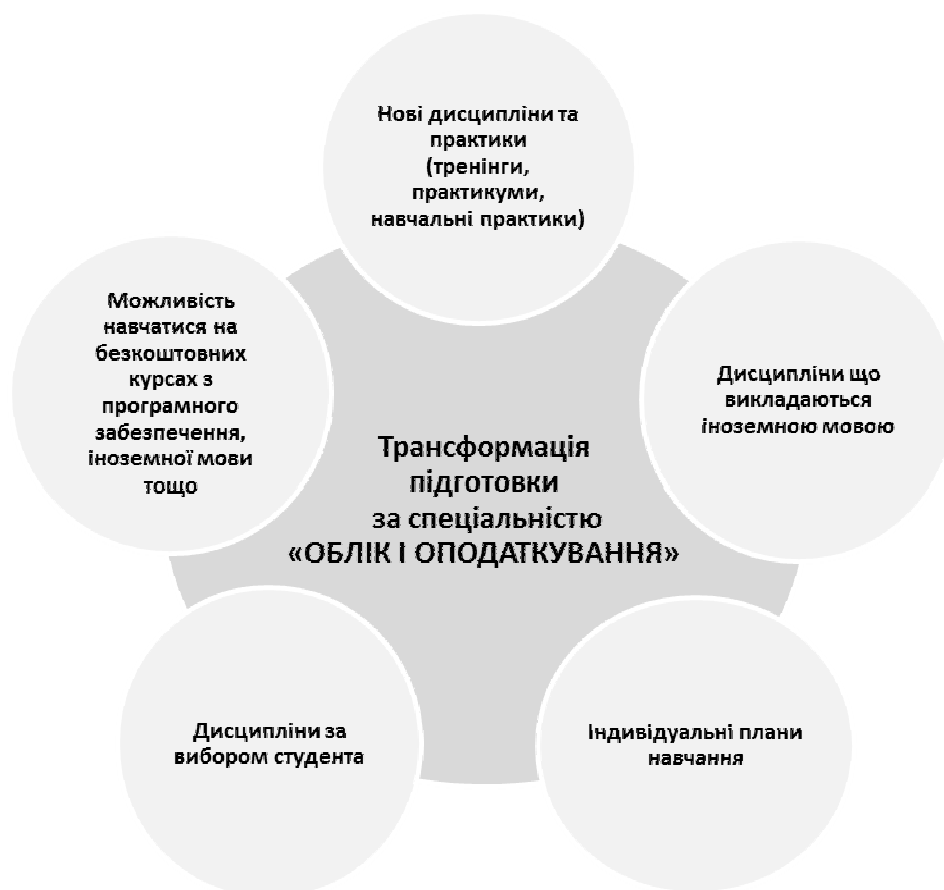 Нові дисципліни та
практики
(тренінги,
практикуми,
навчальні практики)
Можливість
навчатися на
безкоштовних
курсах з
програмного
забезпечення,
іноземної мови
тощо
Дисципліни що
викладаються
іноземною мовою
Трансформація
підготовки
за спеціальністю
«ОБЛІК І ОПОДАТКУВАННЯ»
Дисципліни за
вибором студента
Індивідуальні плани
навчання